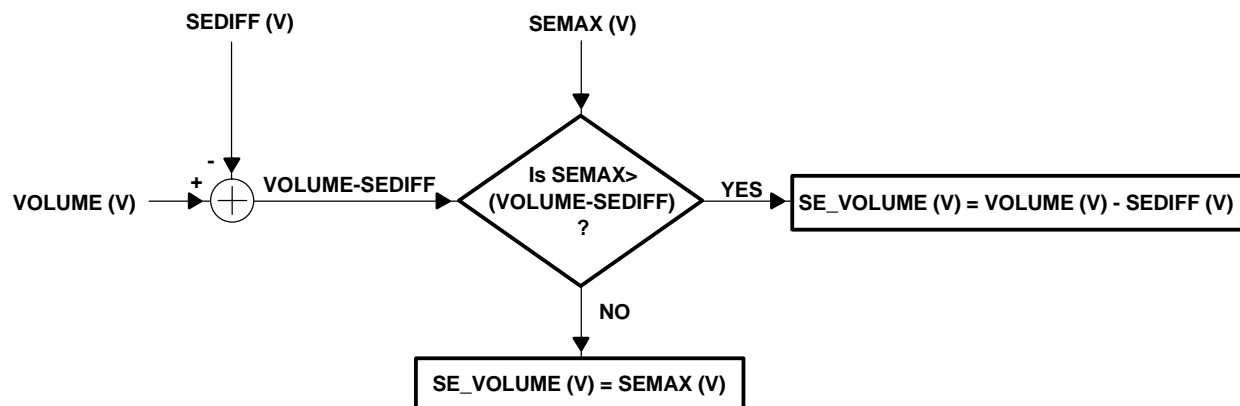 SEDIFF (V)
SEMAX (V)
-
+
VOLUME (V)
VOLUME-SEDIFF
Is SEMAX>
(VOLUME-SEDIFF)
?
YES
SE_VOLUME (V) = VOLUME (V) - SEDIFF (V)
NO
SE_VOLUME (V) = SEMAX (V)